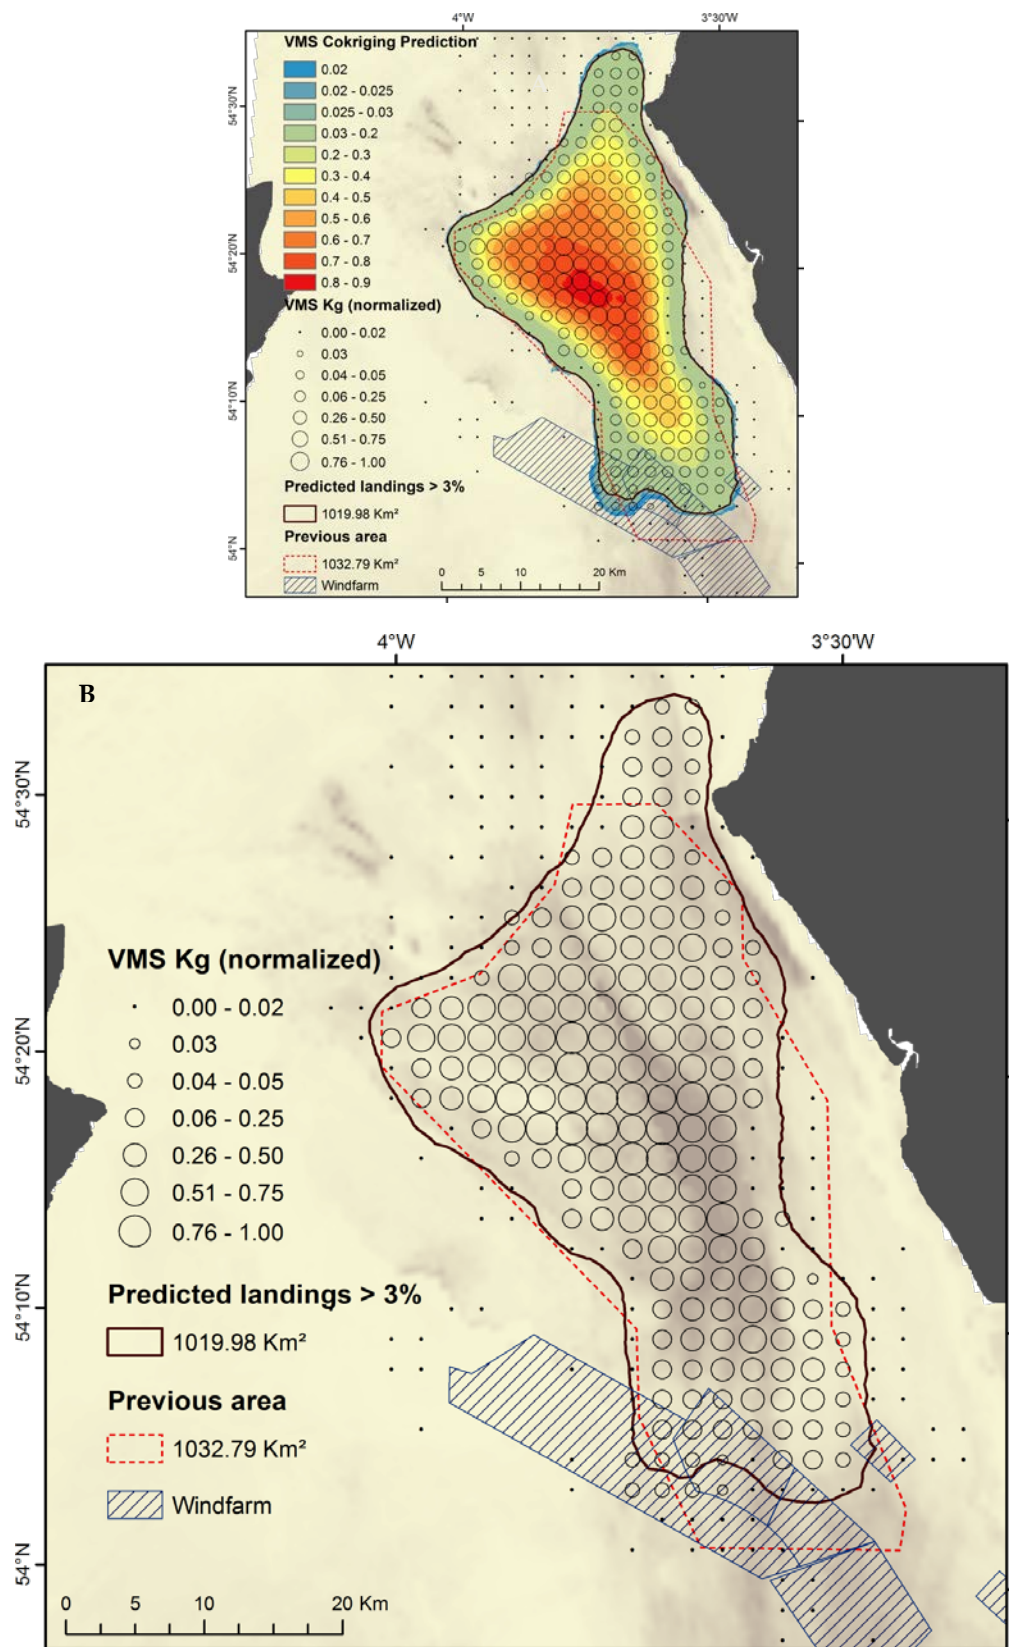 4°W
3°30'W
VMS Cokriging Prediction
0.02
0.02 - 0.025
0.025 - 0.03
0.03 - 0.2
0.2 - 0.3
0.3 - 0.4
0.4 - 0.5
0.5 - 0.6
0.6 - 0.7
0.7 - 0.8
0.8 - 0.9
VMS Kg (normalized)
0.00 - 0.02
0.03
0.04 - 0.05
0.06 - 0.25
0.26 - 0.50
0.51 - 0.75
0.76 - 1.00
Predicted landings > 3%
1019.98 Km²
Previous area
1032.79 Km²
Windfarm
0 5 10 20 Km
54°30'N
54°20'N
54°10'N
54°N
4°W
3°30'W
B
VMS Kg (normalized)
0.00 - 0.02
0.03
0.04 - 0.05
0.06 - 0.25
0.26 - 0.50
0.51 - 0.75
0.76 - 1.00
Predicted landings > 3%
1019.98 Km²
Previous area
1032.79 Km²
Windfarm
0 5 10 20 Km
54°30'N
54°20'N
54°10'N
54°N